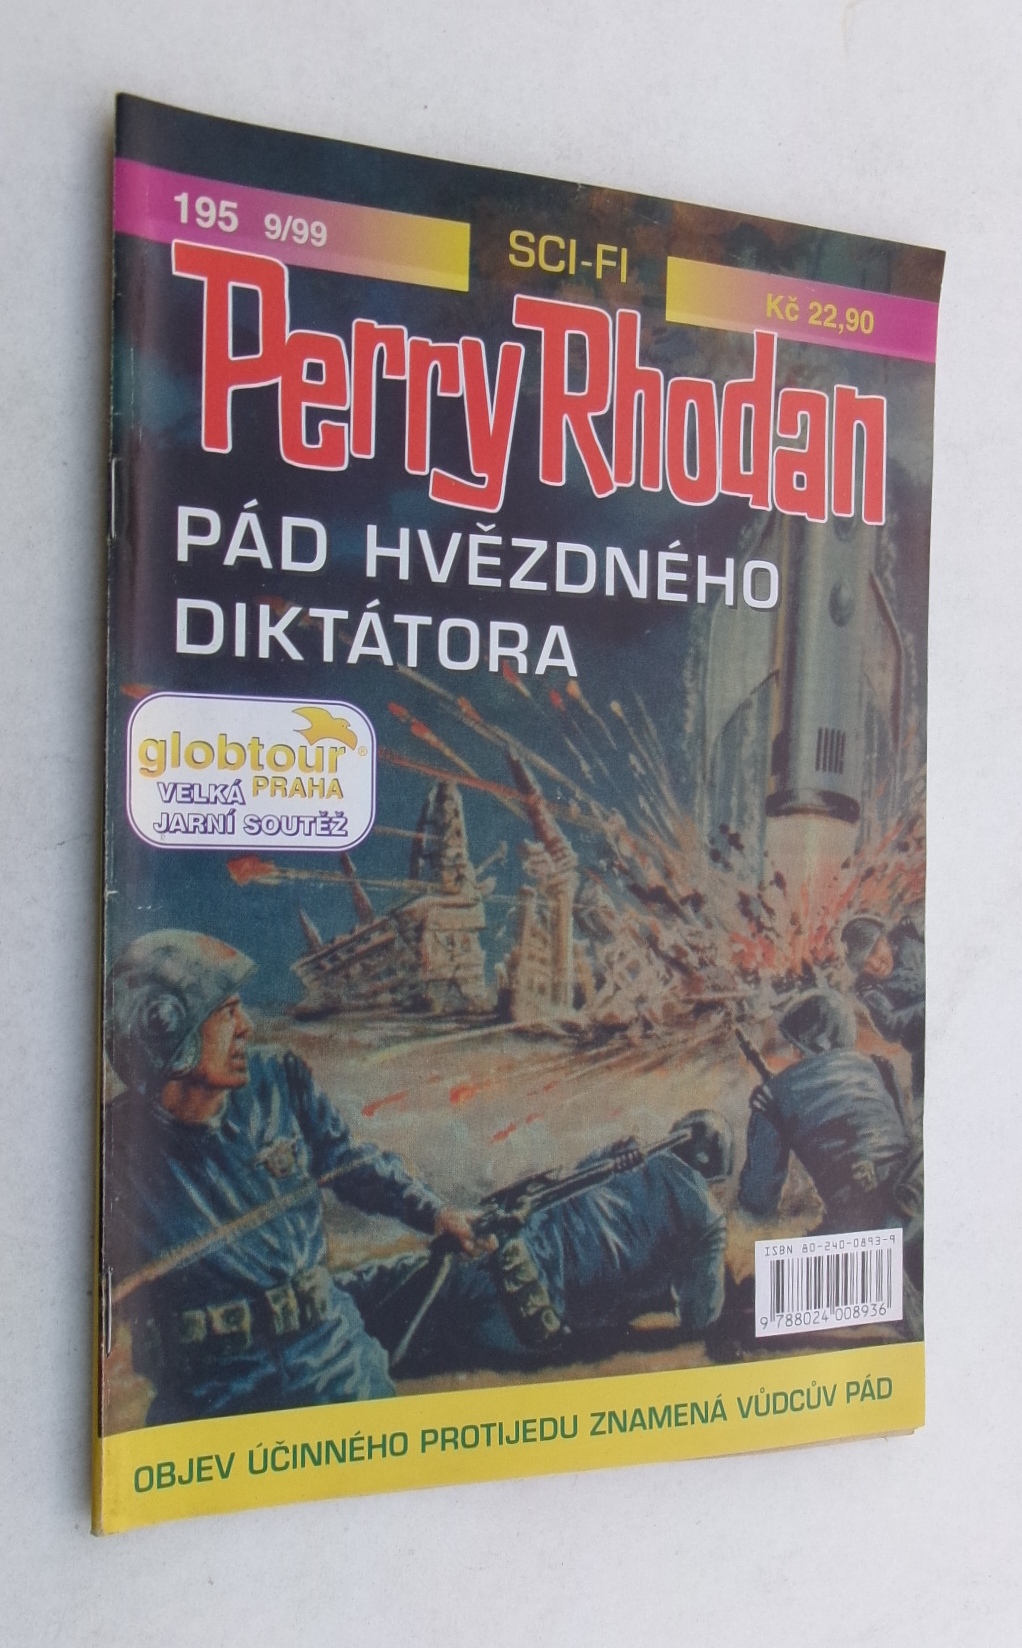 195 9/99
SCI-FI
Kč 22,90
Perry Rhodan
PÁD HVĚZDNÉHO
DIKTÁTORA
globtour®
PRAHA
VELKÁ
JARNÍ SOUTĚŽ
ISBN 80-240-0893-9
9 788024 008936
OBJEV ÚČINNÉHO PROTIJEDU ZNAMENÁ VŮDCŮV PÁD